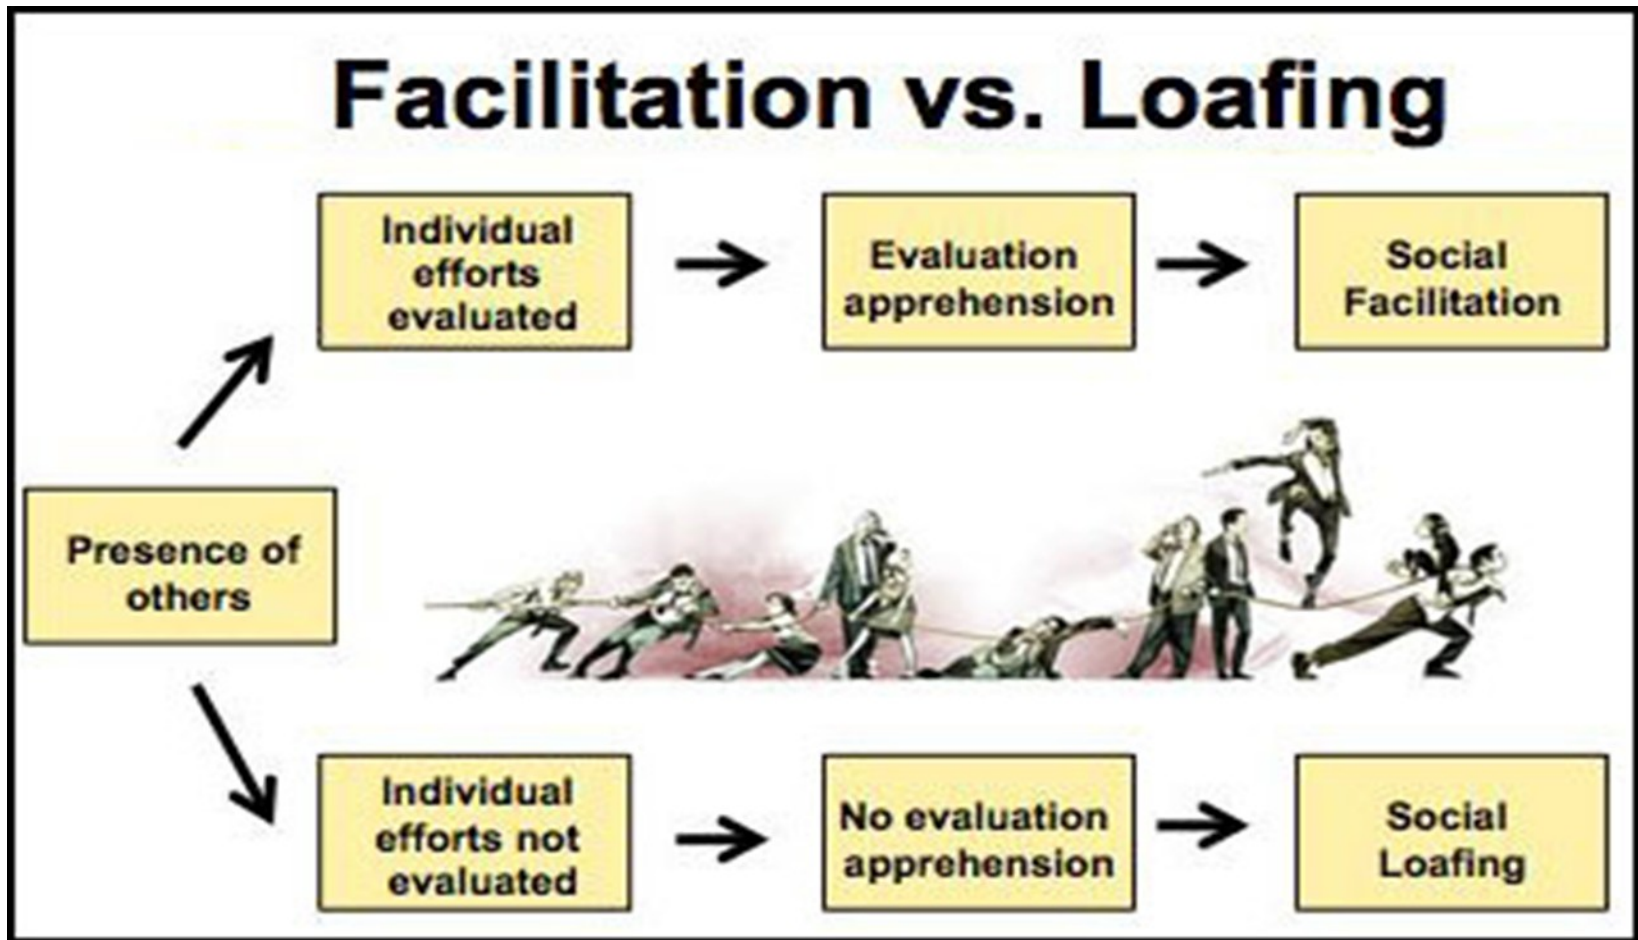 Facilitation vs. Loafing
Individual
efforts
evaluated
Evaluation
apprehension
Social
Facilitation
Presence of
others
Individual
efforts not
evaluated
No evaluation
apprehension
Social
Loafing